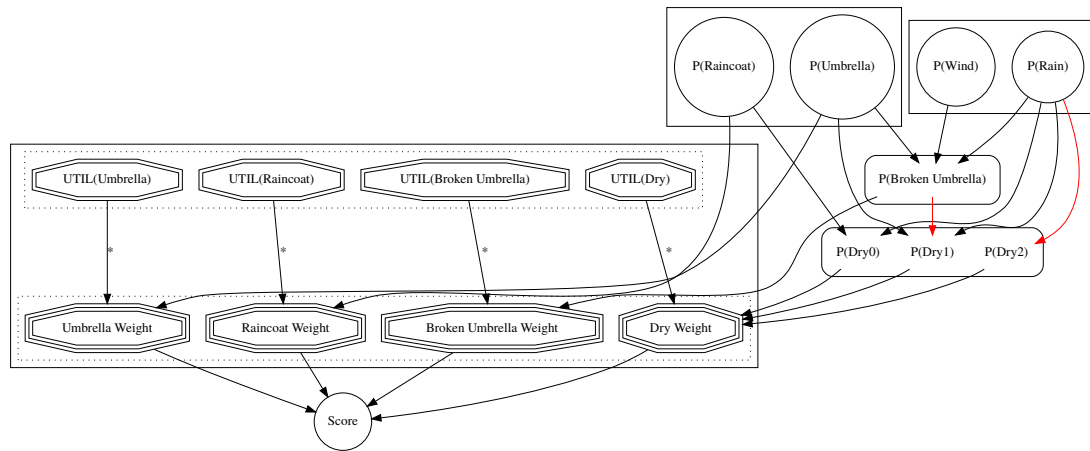 P(Raincoat)
P(Umbrella)
P(Wind)
P(Rain)
UTIL(Umbrella)
UTIL(Raincoat)
UTIL(Broken Umbrella)
UTIL(Dry)
P(Broken Umbrella)
*
*
*
*
P(Dry0)
P(Dry1)
P(Dry2)
Umbrella Weight
Raincoat Weight
Broken Umbrella Weight
Dry Weight
Score